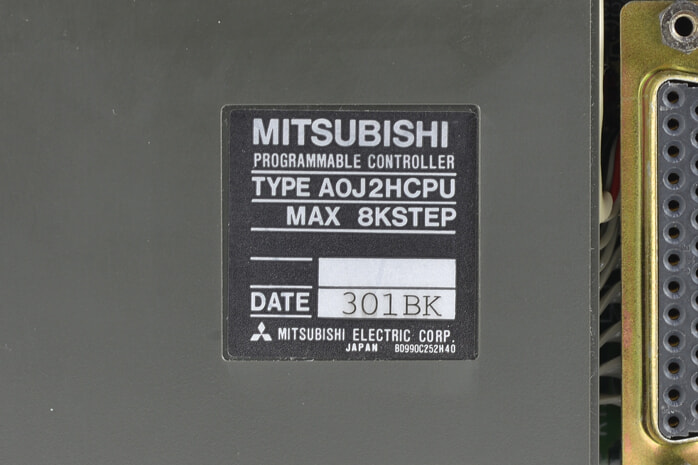 MITSUBISHI
PROGRAMMABLE CONTROLLER
TYPE A0J2HCPU
MAX 8KSTEP
DATE 301BK
MITSUBISHI ELECTRIC CORP.
JAPAN BD990C252H40